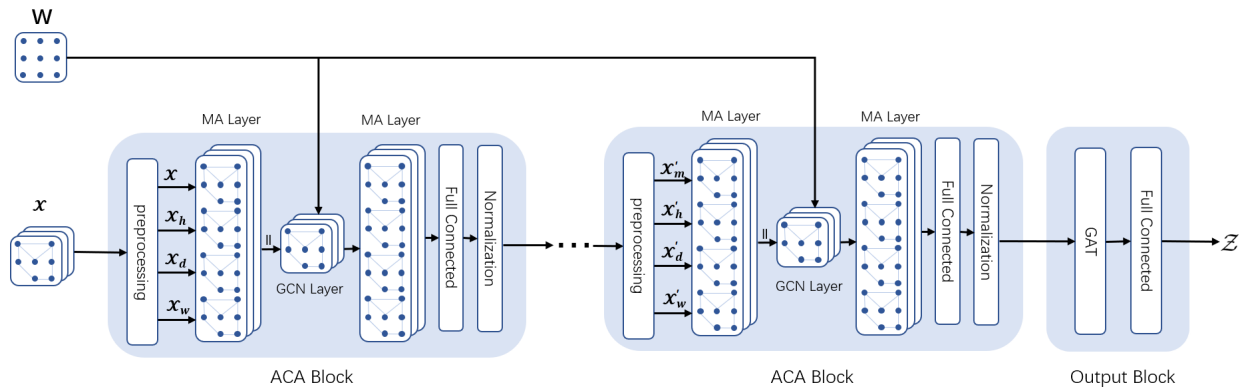 W
MA Layer
MA Layer
MA Layer
MA Layer
x
preprocessing
x
x_h
x_d
x_w
||
GCN Layer
Full Connected
Normalization
preprocessing
x'_m
x'_h
x'_d
x'_w
||
GCN Layer
Full Connected
Normalization
GAT
Full Connected
Z
ACA Block
ACA Block
Output Block